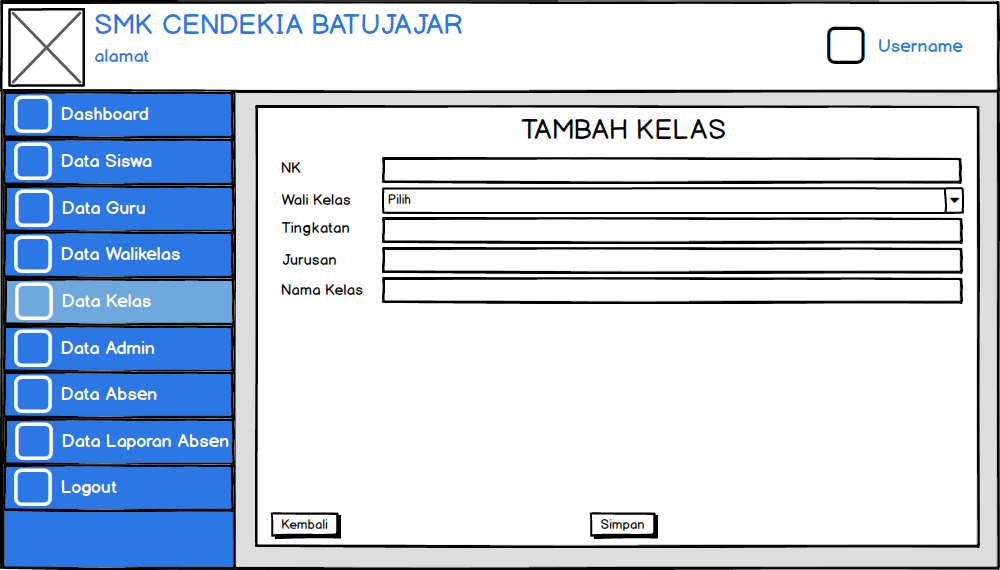 SMK CENDEKIA BATUJAJAR
alamat
Username
Dashboard
Data Siswa
Data Guru
Data Walikelas
Data Kelas
Data Admin
Data Absen
Data Laporan Absen
Logout
TAMBAH KELAS
NK
Wali Kelas
Pilih
Tingkatan
Jurusan
Nama Kelas
Kembali
Simpan